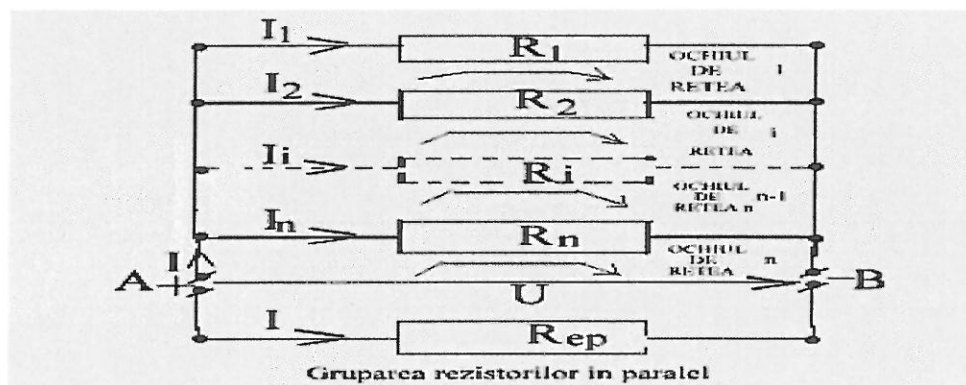 I1 R1 OCHIUL
DE 1
RETEA
I2 R2
OCHIUL
DE i
RETEA
Ii Ri
OCHIUL
DE n-1
RETEA n
In Rn
OCHIUL
DE n
RETEA
I
A U B
I Rep
Gruparea rezistorilor in paralel